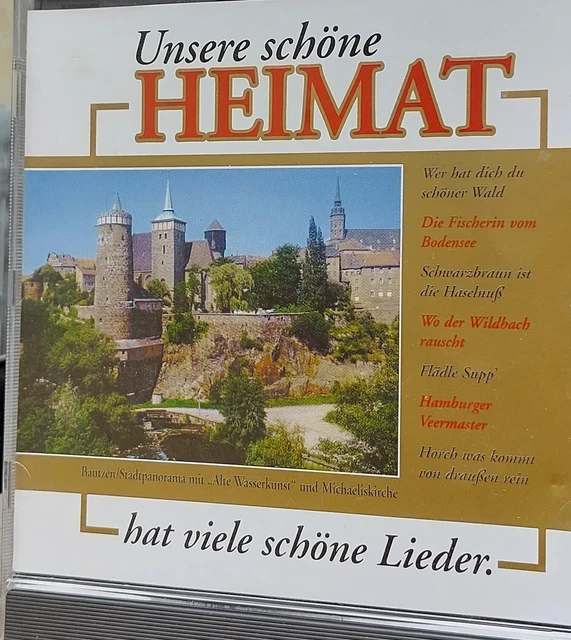 Unsere schöne
HEIMAT
Wer hat dich du
schöner Wald
Die Fischerin vom
Bodensee
Schwarzbraun ist
die Haselnuß
Wo der Wildbach
rauscht
Flädle Supp'
Hamburger
Veermaster
Horch was kommt
von draußen rein
Bautzen/Stadtpanorama mit „Alte Wasserkunst" und Michaeliskirche
hat viele schöne Lieder.